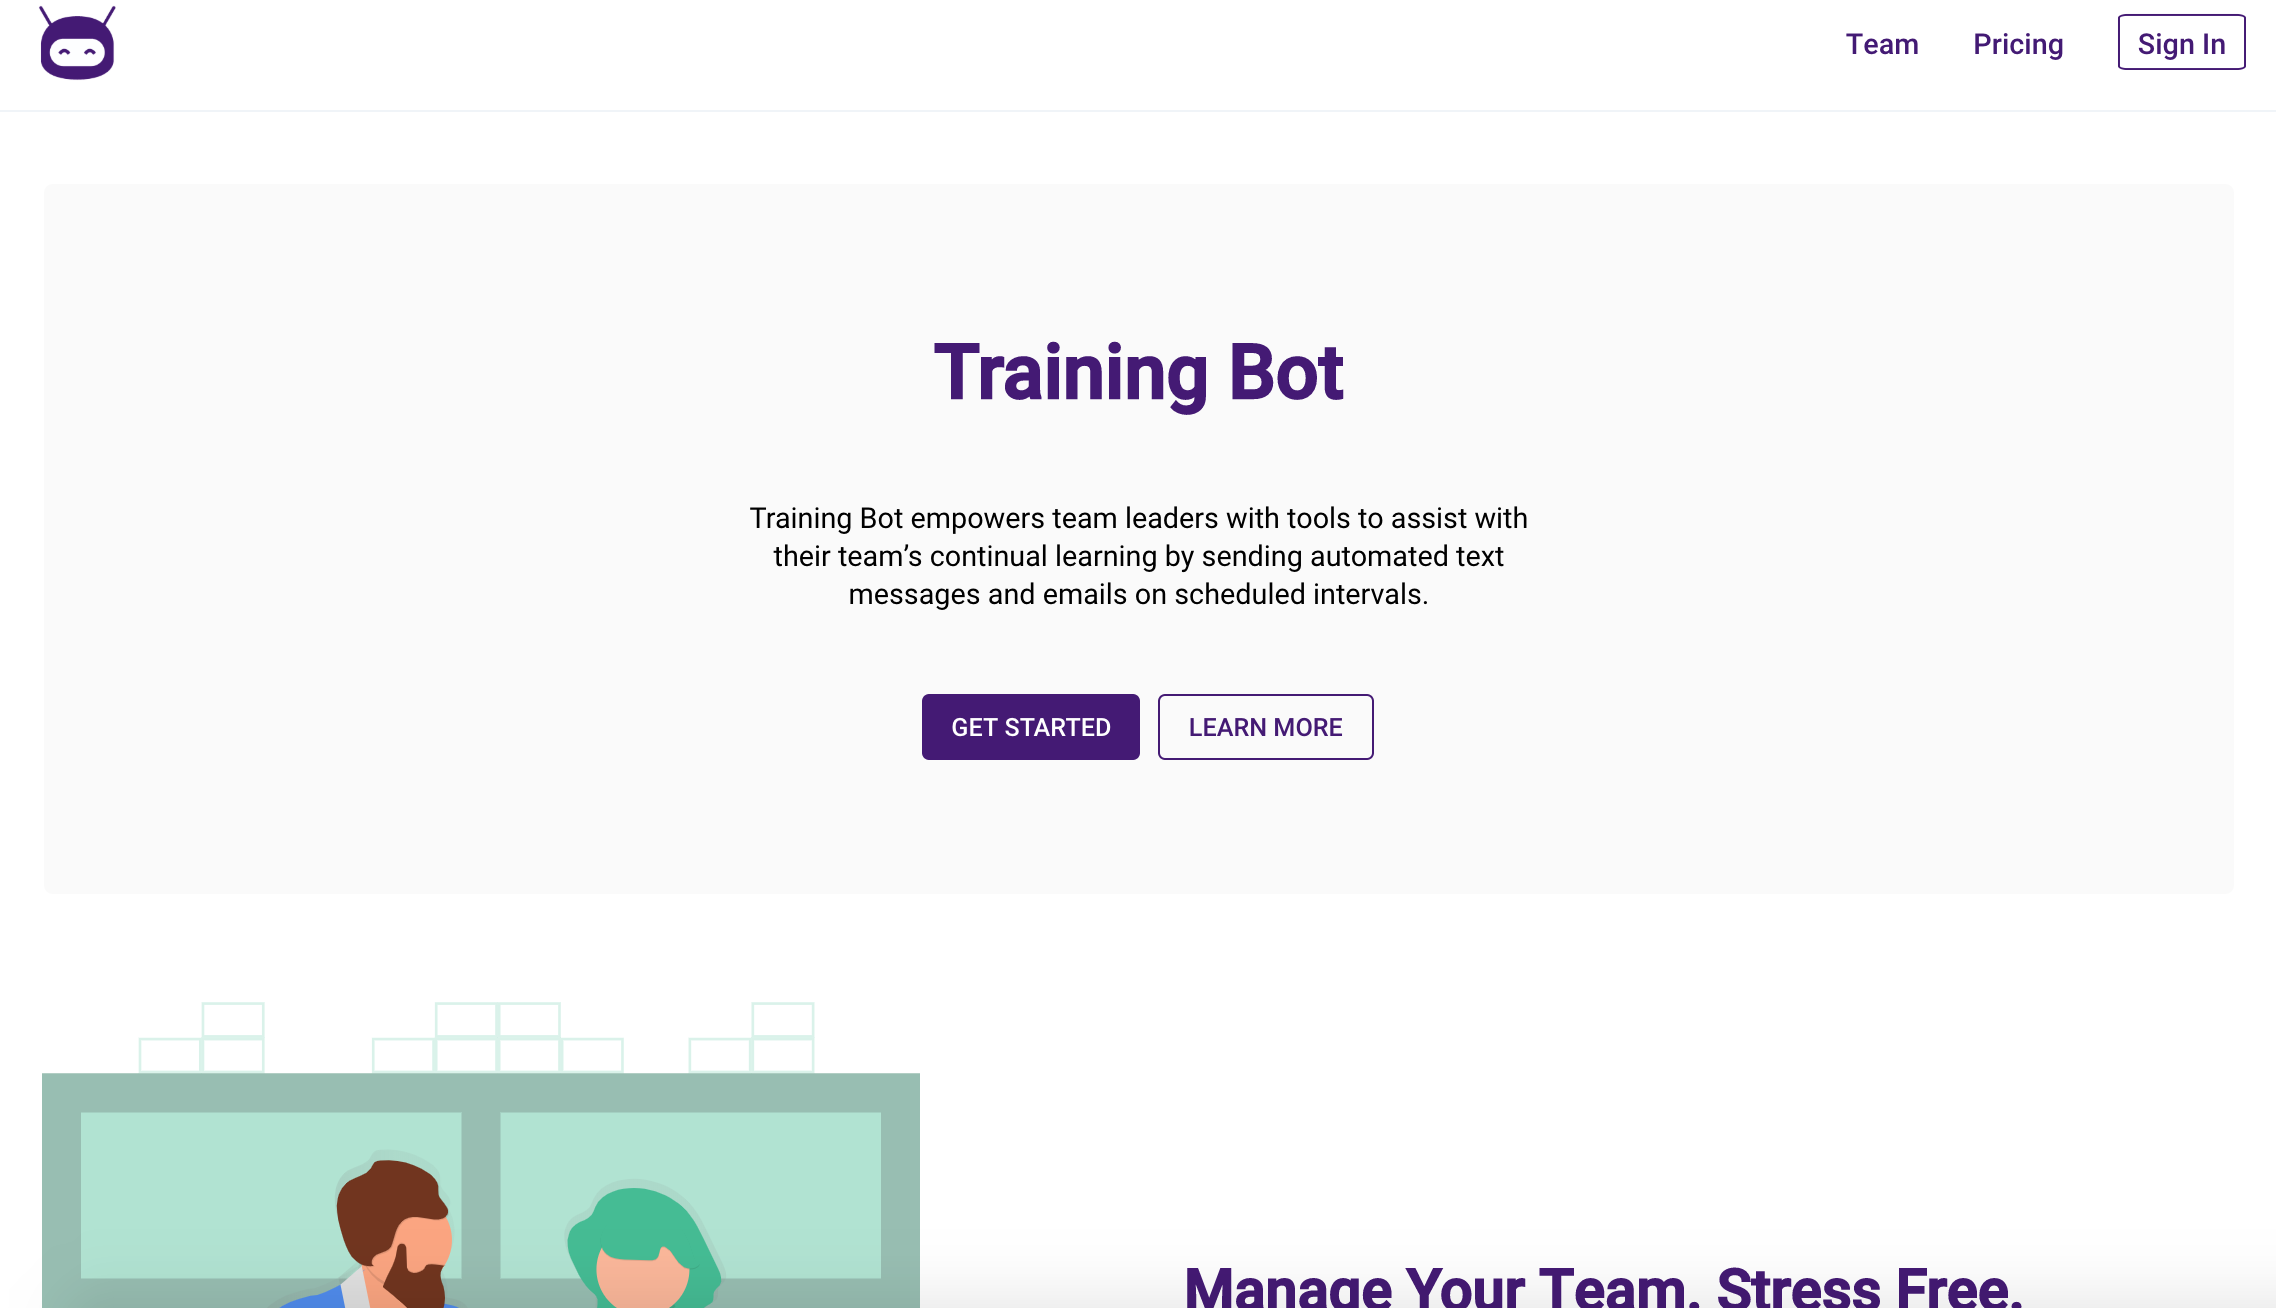 Team
Pricing
Sign In
Training Bot
Training Bot empowers team leaders with tools to assist with
their team’s continual learning by sending automated text
messages and emails on scheduled intervals.
GET STARTED
LEARN MORE
Manage Your Team. Stress Free.